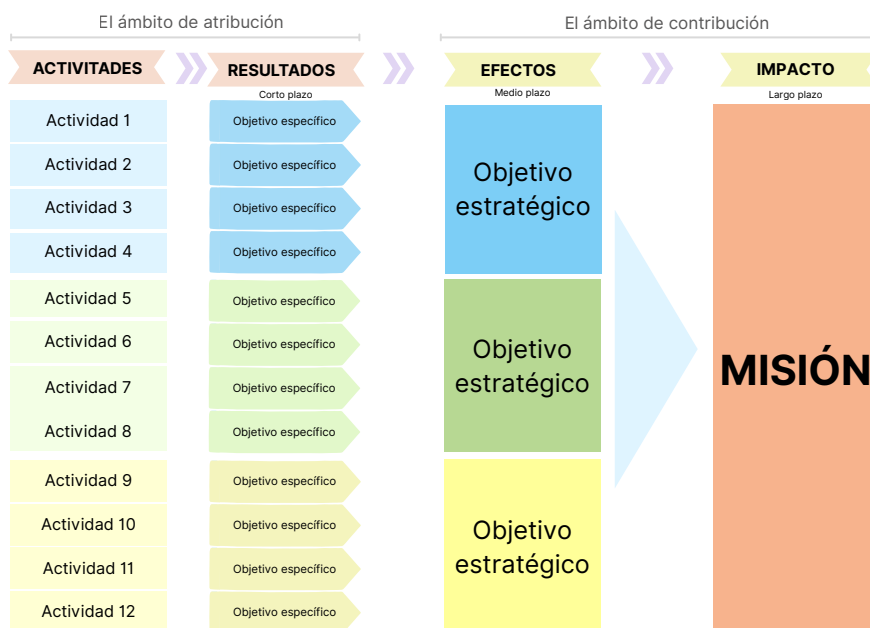 El ámbito de atribución
El ámbito de contribución
ACTIVITADES
RESULTADOS
EFECTOS
IMPACTO
Corto plazo
Medio plazo
Largo plazo
Actividad 1
Objetivo específico
Actividad 2
Objetivo específico
Actividad 3
Objetivo específico
Actividad 4
Objetivo específico
Objetivo
estratégico
Actividad 5
Objetivo específico
Actividad 6
Objetivo específico
Actividad 7
Objetivo específico
Actividad 8
Objetivo específico
Objetivo
estratégico
Actividad 9
Objetivo específico
Actividad 10
Objetivo específico
Actividad 11
Objetivo específico
Actividad 12
Objetivo específico
Objetivo
estratégico
MISIÓN